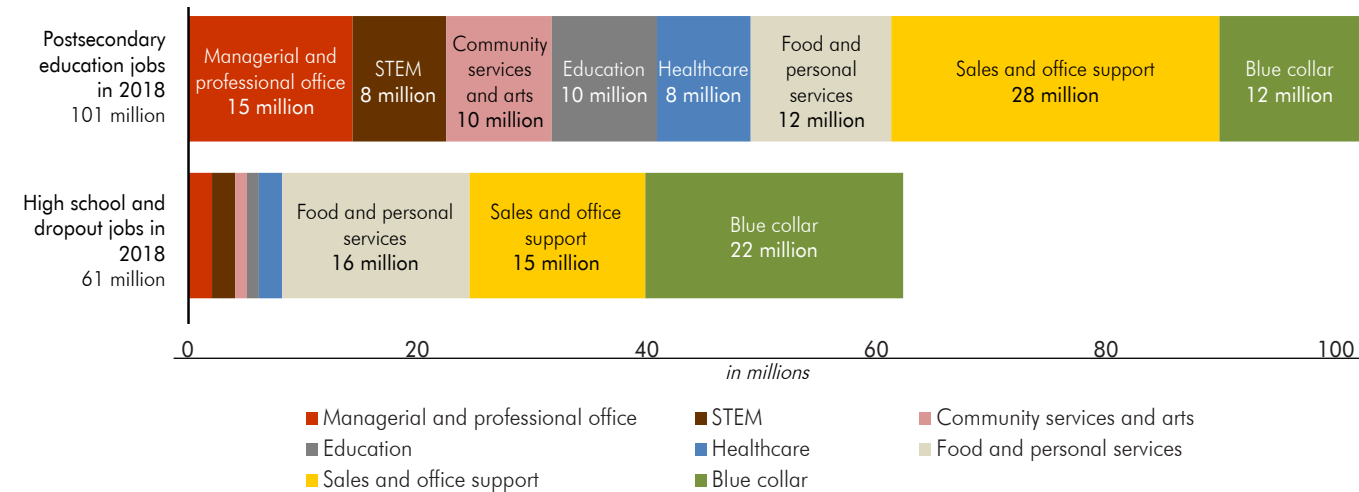 Postsecondary
education jobs
in 2018
101 million
Managerial and
professional office
15 million
STEM
8 million
Community
services
and arts
10 million
Education
10 million
Healthcare
8 million
Food and
personal
services
12 million
Sales and office support
28 million
Blue collar
12 million
High school and
dropout jobs in
2018
61 million
Food and personal
services
16 million
Sales and office
support
15 million
Blue collar
22 million
0 20 40 60 80 100
in millions
Managerial and professional office STEM Community services and arts
Education Healthcare Food and personal services
Sales and office support Blue collar